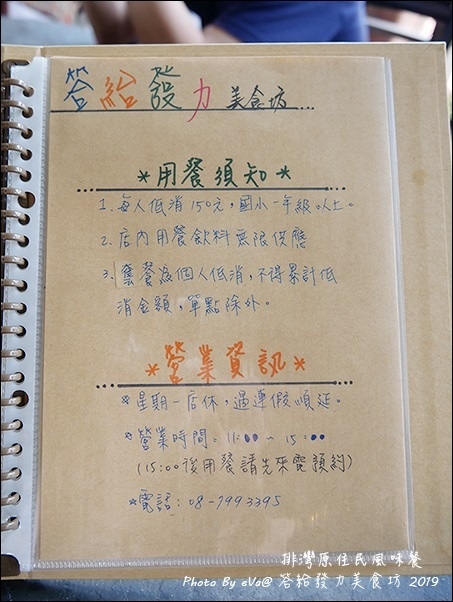 答給發力美食坊...
*用餐須知*
1. 每人低消150元,國小一年級以上。
2. 店內用餐飲料無限供應
3. 套餐為個人低消,不得累計低
消金額,單點除外。
*營業資訊*
*星期一店休,遇連假順延。
*營業時間:11:00~15:00
(15:00後用餐請先來電預約)
*電話:08-7993395
排灣原住民風味餐
Photo By eVa@ 答給發力美食坊 2019